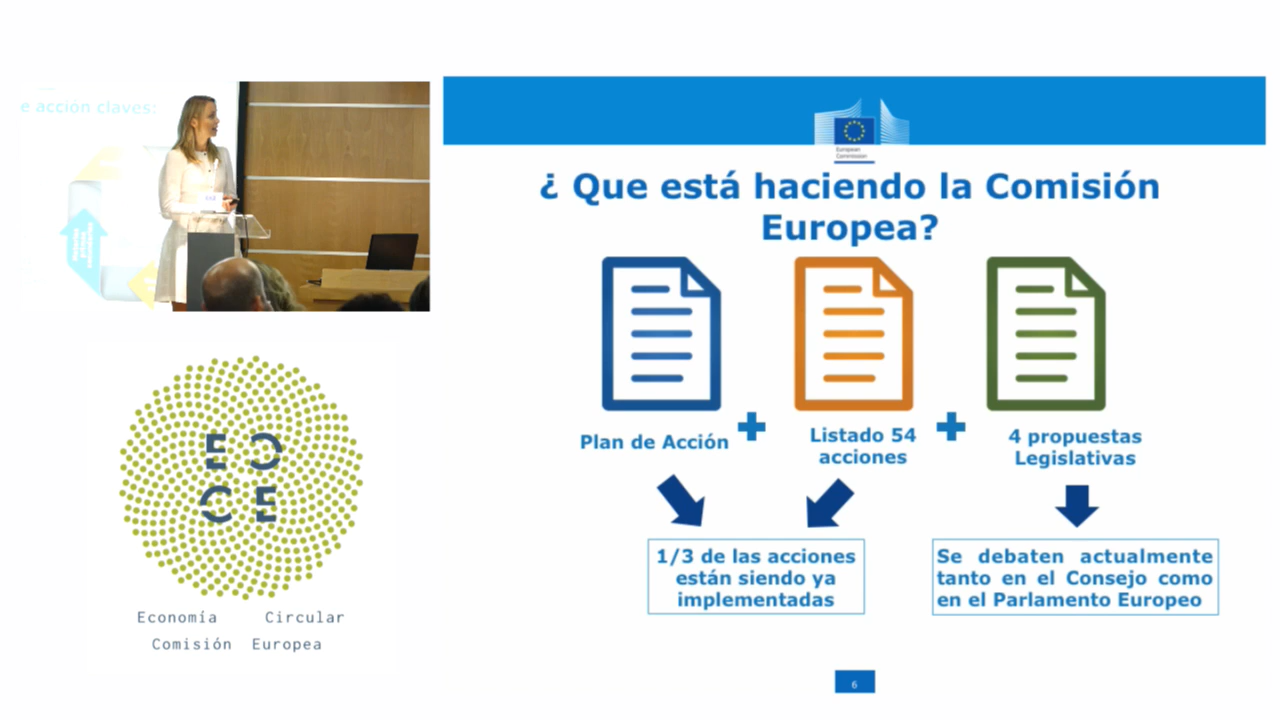 e acción claves:
European
Commission
¿ Que está haciendo la Comisión
Europea?
Plan de Acción
Listado 54
acciones
4 propuestas
Legislativas
1/3 de las acciones
están siendo ya
implementadas
Se debaten actualmente
tanto en el Consejo como
en el Parlamento Europeo
6
EC
CE
Economía Circular
Comisión Europea